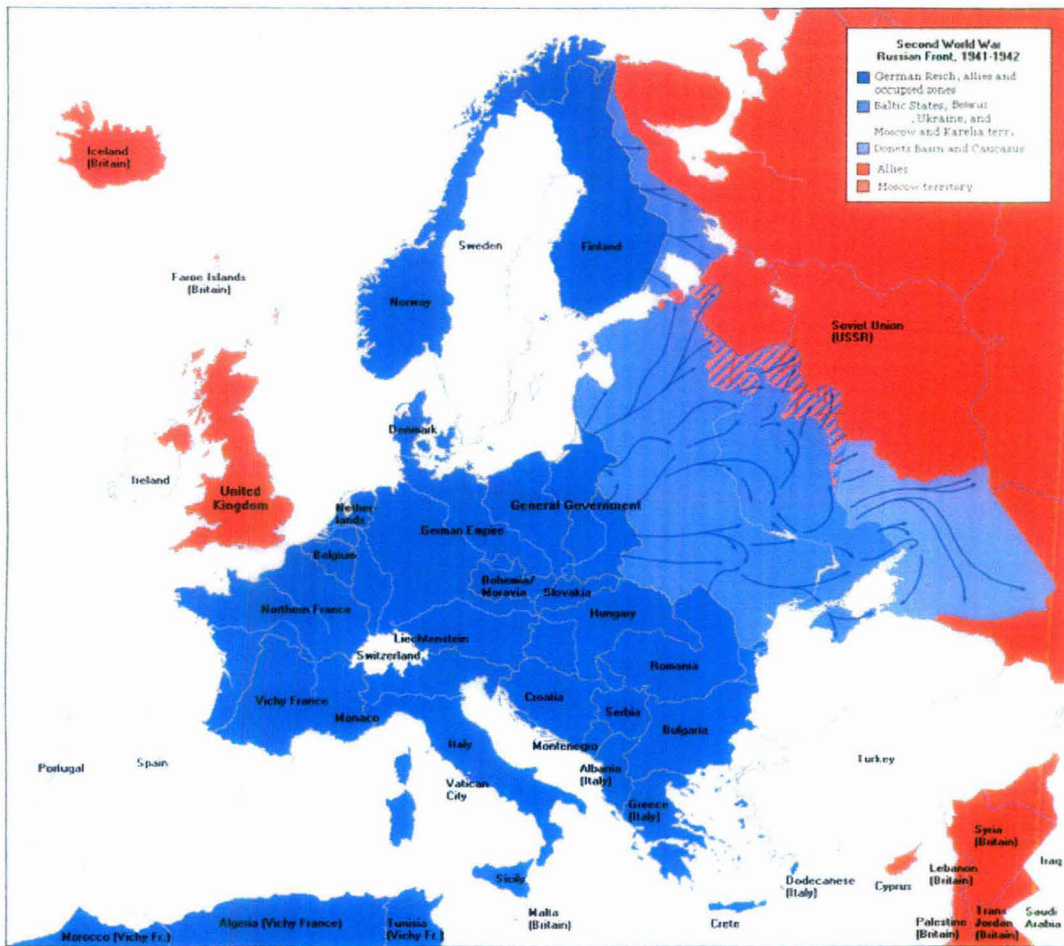 Second World War
Russian Front, 1941-1942
German Reich, allies and
occupied zones
Baltic States, Belarus
, Ukraine, and
Moscow and Karelia terr.
Donets Basin and Caucasus
Allies
Moscow territory
Iceland
(Britain)
Faroe Islands
(Britain)
Sweden
Finland
Norway
Soviet Union
(USSR)
Denmark
Ireland
United
Kingdom
Nether-
lands
General Government
German Empire
Belgium
Bohemia/
Moravia
Slovakia
Northern France
Hungary
Liechtenstein
Switzerland
Romania
Vichy France
Croatia
Serbia
Monaco
Bulgaria
Italy
Montenegro
Portugal
Spain
Vatican
City
Albania
(Italy)
Turkey
Greece
(Italy)
Syria
(Britain)
Sicily
Dodecanese
(Italy)
Cyprus
Lebanon
(Britain)
Iraq
Malta
(Britain)
Crete
Palestine
(Britain)
Trans
Jordan
(Britain)
Saudi
Arabia
Morocco (Vichy Fr.)
Algeria (Vichy France)
Tunisia
(Vichy Fr.)